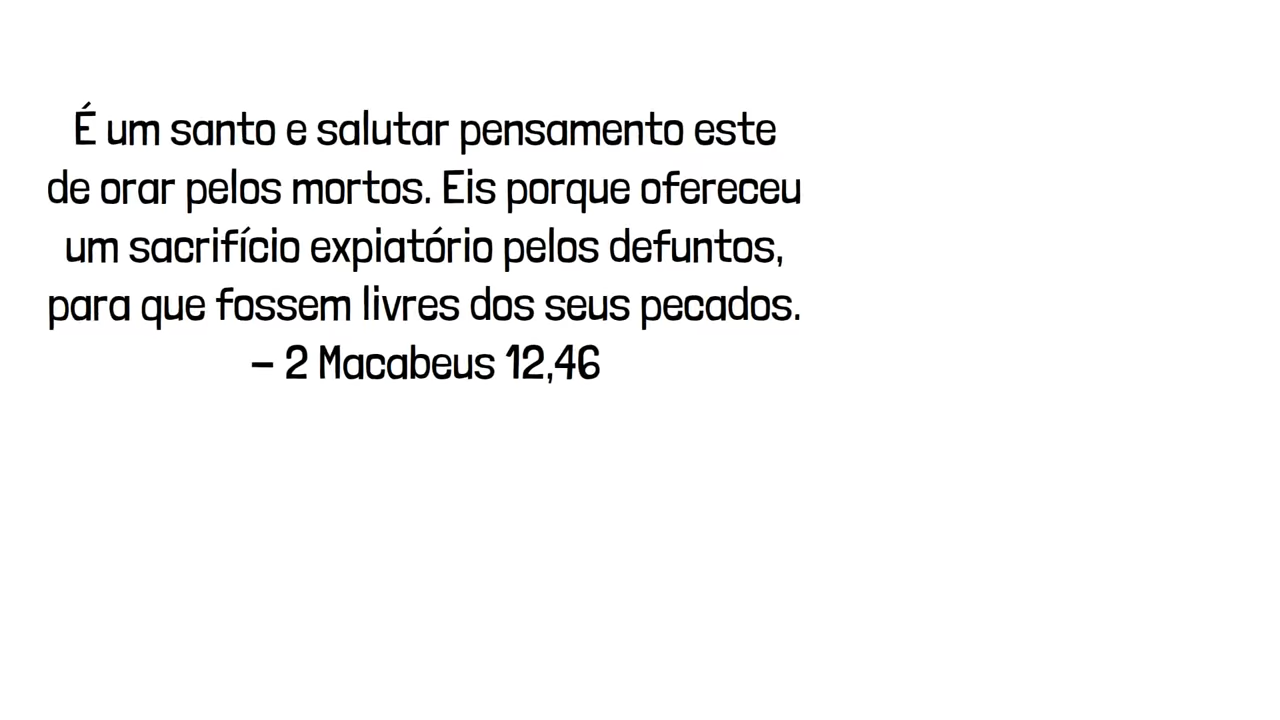 É um santo e salutar pensamento este
de orar pelos mortos. Eis porque ofereceu
um sacrifício expiatório pelos defuntos,
para que fossem livres dos seus pecados.
– 2 Macabeus 12,46